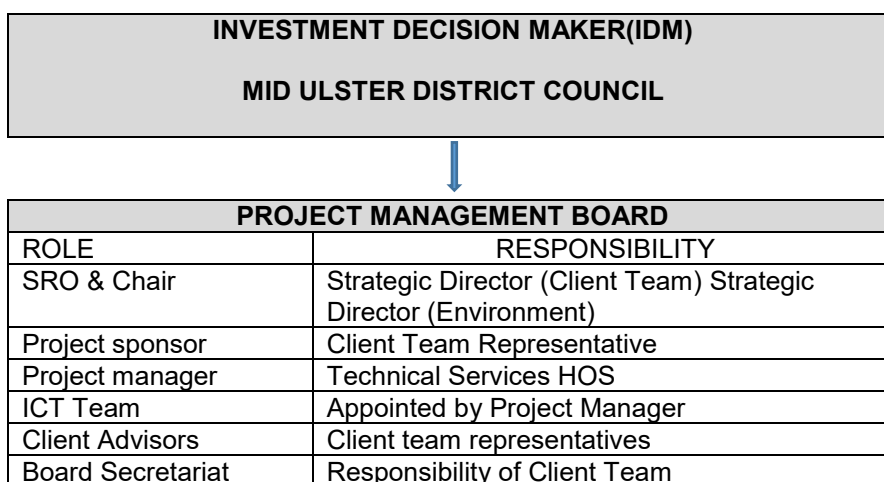 INVESTMENT DECISION MAKER(IDM)
MID ULSTER DISTRICT COUNCIL
PROJECT MANAGEMENT BOARD
ROLE RESPONSIBILITY
SRO & Chair Strategic Director (Client Team) Strategic
Director (Environment)
Project sponsor Client Team Representative
Project manager Technical Services HOS
ICT Team Appointed by Project Manager
Client Advisors Client team representatives
Board Secretariat Responsibility of Client Team